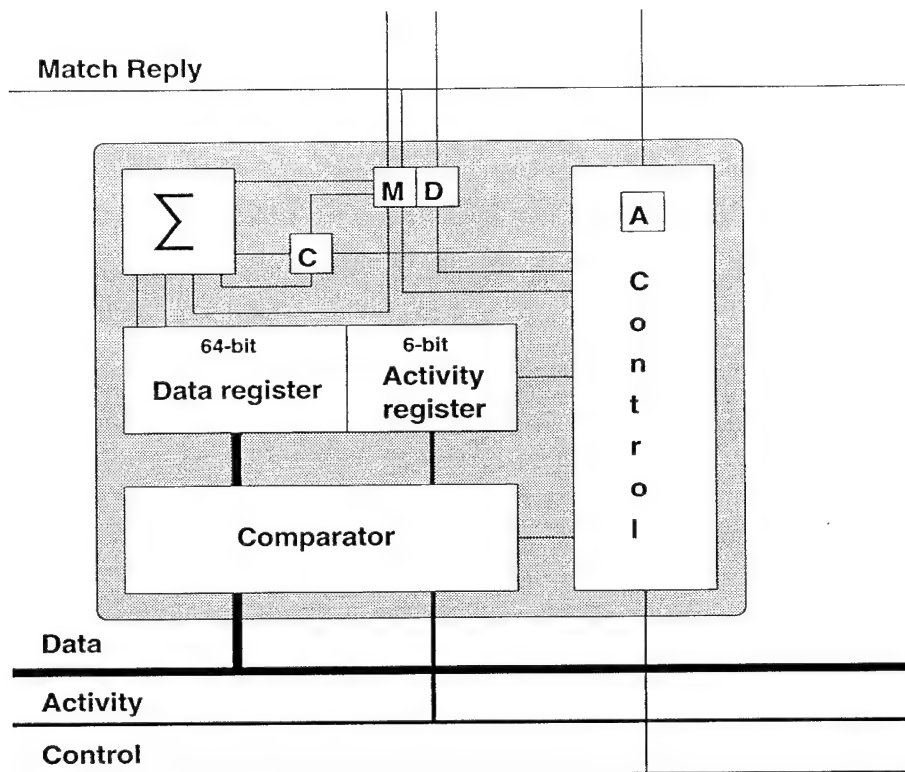 Match Reply
∑
M D
A
C
64-bit
Data register
6-bit
Activity
register
C
o
n
t
r
o
l
Comparator
Data
Activity
Control